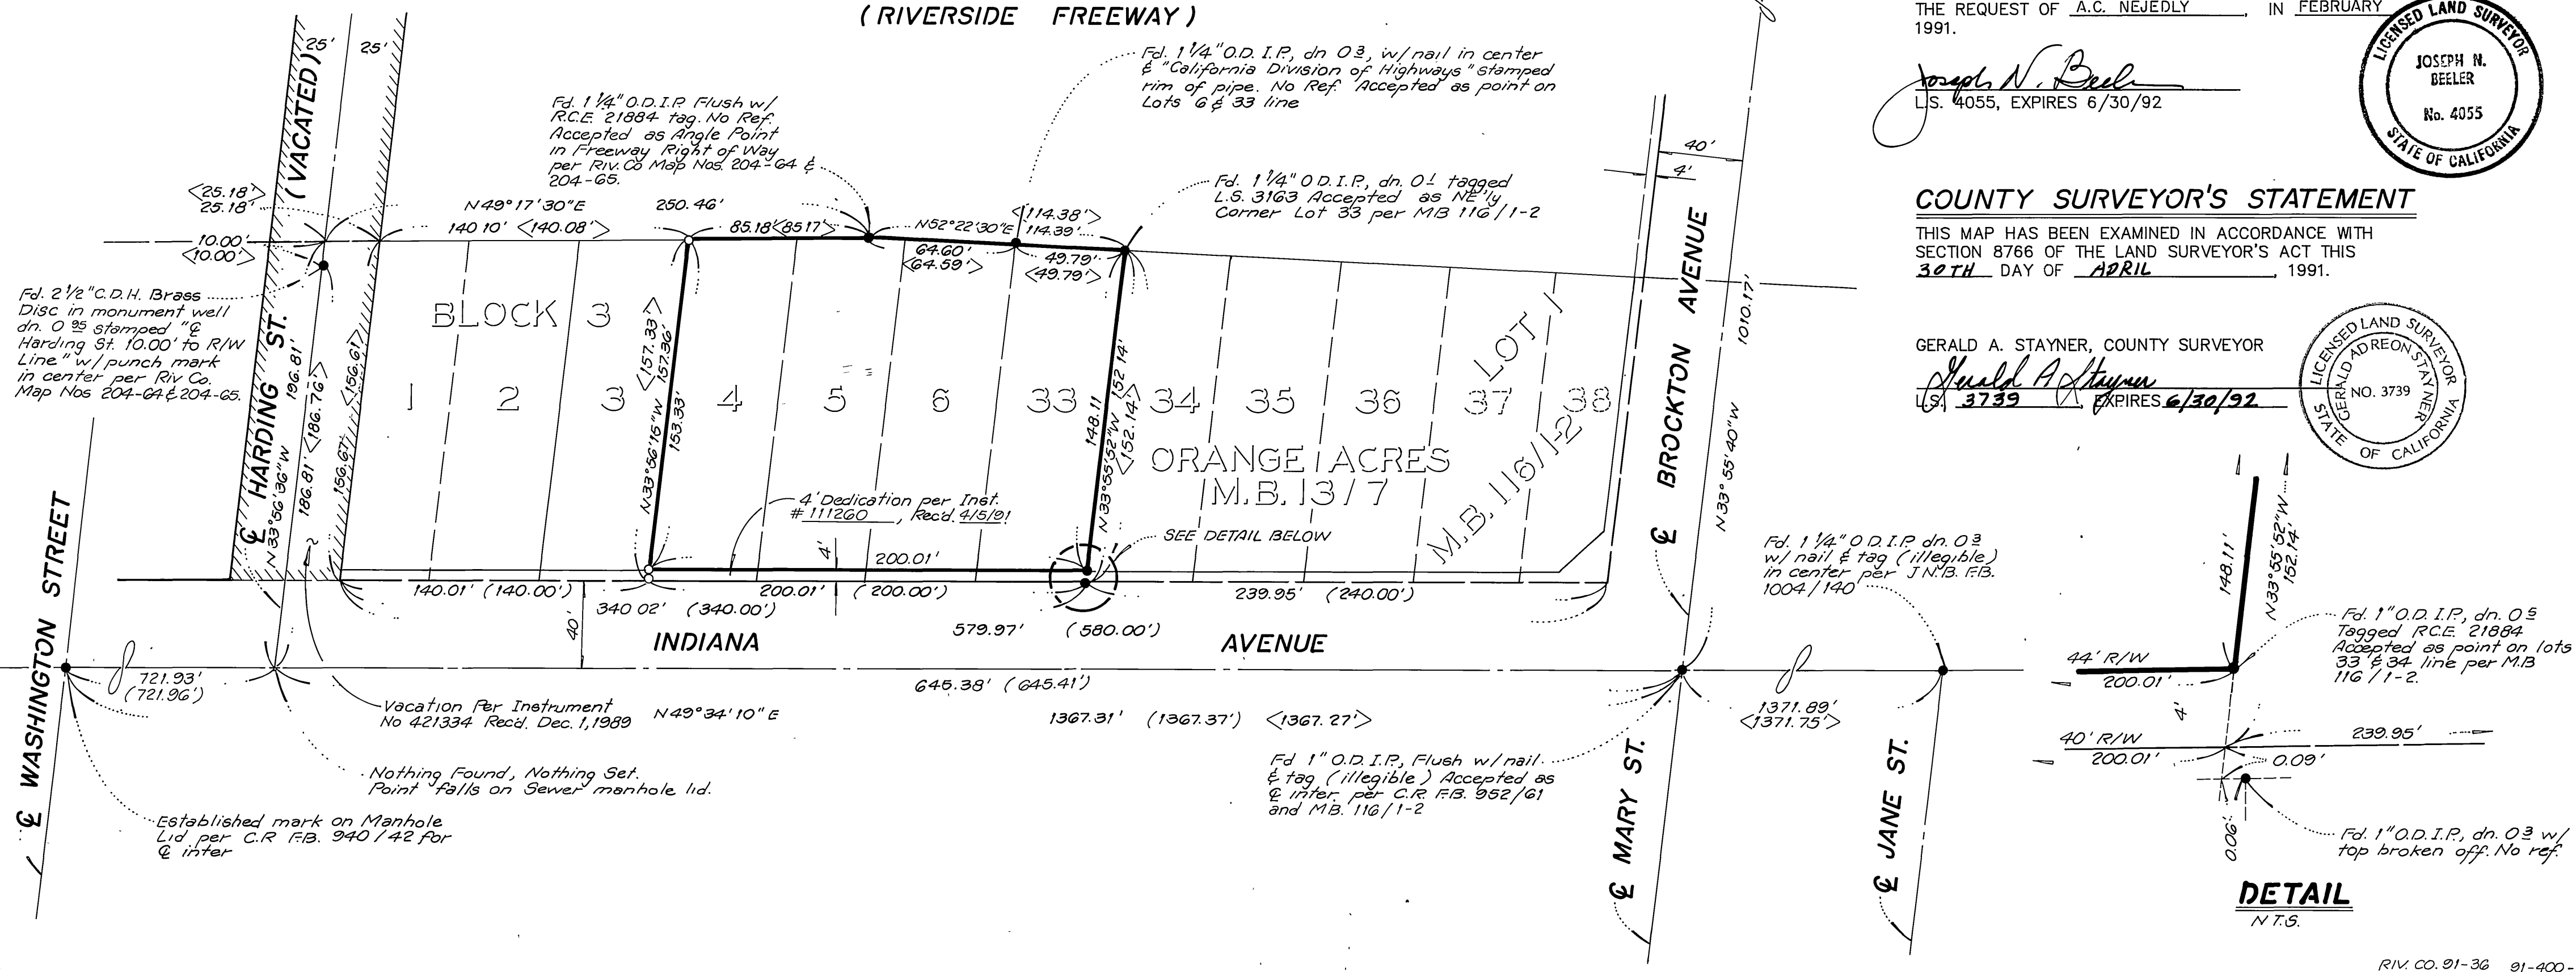 ( RIVERSIDE FREEWAY )
THE REQUEST OF A.C. NEJEDLY , IN FEBRUARY
1991.
L.S. 4055, EXPIRES 6/30/92
LICENSED LAND SURVEYOR
JOSEPH N.
BEELER
No. 4055
STATE OF CALIFORNIA
COUNTY SURVEYOR'S STATEMENT
THIS MAP HAS BEEN EXAMINED IN ACCORDANCE WITH
SECTION 8766 OF THE LAND SURVEYOR'S ACT THIS
30TH DAY OF APRIL , 1991.
GERALD A. STAYNER, COUNTY SURVEYOR
Gerald A Stayner
L.S. 3739 , EXPIRES 6/30/92
LICENSED LAND SURVEYOR
GERALD ADREON STAYNER
NO. 3739
STATE OF CALIFORNIA
Joseph N. Beeler
25' 25'
(VACATED)
℄ HARDING ST.
N33°56'36"W
196.81'
186.81' <186.76'>
156.67' <156.61'>
<25.18'>
25.18'
10.00'
<10.00'>
Fd. 2 1/2" C.D.H. Brass
Disc in monument well
dn. 0.95 stamped "℄
Harding St. 10.00' to R/W
Line" w/ punch mark
in center per Riv Co.
Map Nos 204-64 & 204-65.
Fd. 1 1/4" O.D.I.P. Flush w/
R.C.E. 21884 tag. No Ref.
Accepted as Angle Point
in Freeway Right of Way
per Riv. Co Map Nos. 204-64 &
204-65.
Fd. 1 1/4" O.D. I.P., dn 0.3, w/ nail in center
& "California Division of Highways" stamped
rim of pipe. No Ref. Accepted as point on
Lots 6 & 33 line
Fd. 1 1/4" O D. I.P., dn. 0.1 tagged
L.S. 3163 Accepted as NE'ly
Corner Lot 33 per MB 116/1-2
N49°17'30"E 250.46'
140 10' <140.08'>
85.18' <85.17'>
N52°22'30"E
<114.38'>
114.39'
64.60'
<64.59'>
49.79'
<49.79'>
BLOCK 3
1 2 3 4 5 6 33 34 35 36 37 38
LOT 1
ORANGE ACRES
M.B. 13/7
M.B. 116/1-2
<157.33'>
157.36'
N33°56'15"W
153.33'
148.11
N33°55'52"W 152 14'
<152.14'>
4' Dedication per Inst.
# 111260 , Rec'd. 4/5/91
SEE DETAIL BELOW
4'
200.01'
140.01' (140.00')
200.01' (200.00')
239.95' (240.00')
340 02' (340.00')
40'
579.97' (580.00')
INDIANA AVENUE
℄ BROCKTON AVENUE
40'
4'
1010.17'
N33°55'40"W
℄ WASHINGTON STREET
721.93'
(721.96')
645.38' (645.41')
N49°34'10"E
1367.31' (1367.37') <1367.27'>
1371.89'
<1371.75'>
Vacation Per Instrument
No 421334 Rec'd. Dec. 1, 1989
Nothing Found, Nothing Set.
Point falls on Sewer manhole lid.
Established mark on Manhole
Lid per C.R F.B. 940/42 for
℄ inter
Fd 1" O.D. I.P., Flush w/ nail
& tag (illegible) Accepted as
℄ inter. per C.R. F.B. 952/61
and M.B. 116/1-2
Fd. 1 1/4" O.D I.P. dn. 0.3
w/ nail & tag (illegible)
in center per J N.B. F.B.
1004/140
℄ MARY ST.
℄ JANE ST.
148.11'
N33°55'52"W
152.14'
Fd. 1" O.D. I.P., dn. 0.5
Tagged R.C.E. 21884
Accepted as point on lots
33 & 34 line per M.B
116/1-2.
44' R/W
200.01'
4'
40' R/W
200.01'
239.95'
0.09'
0.06'
Fd. 1" O.D. I.P., dn. 0.3 w/
top broken off. No ref.
DETAIL
N T.S.
RIV. CO. 91-36 91-400-